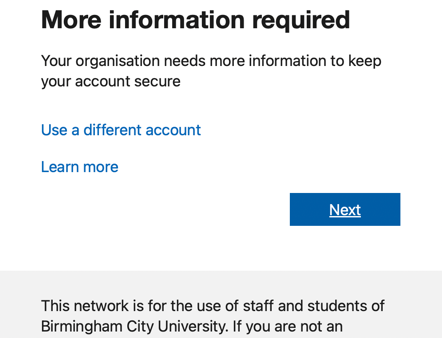 More information required
Your organisation needs more information to keep
your account secure
Use a different account
Learn more
Next
This network is for the use of staff and students of
Birmingham City University. If you are not an